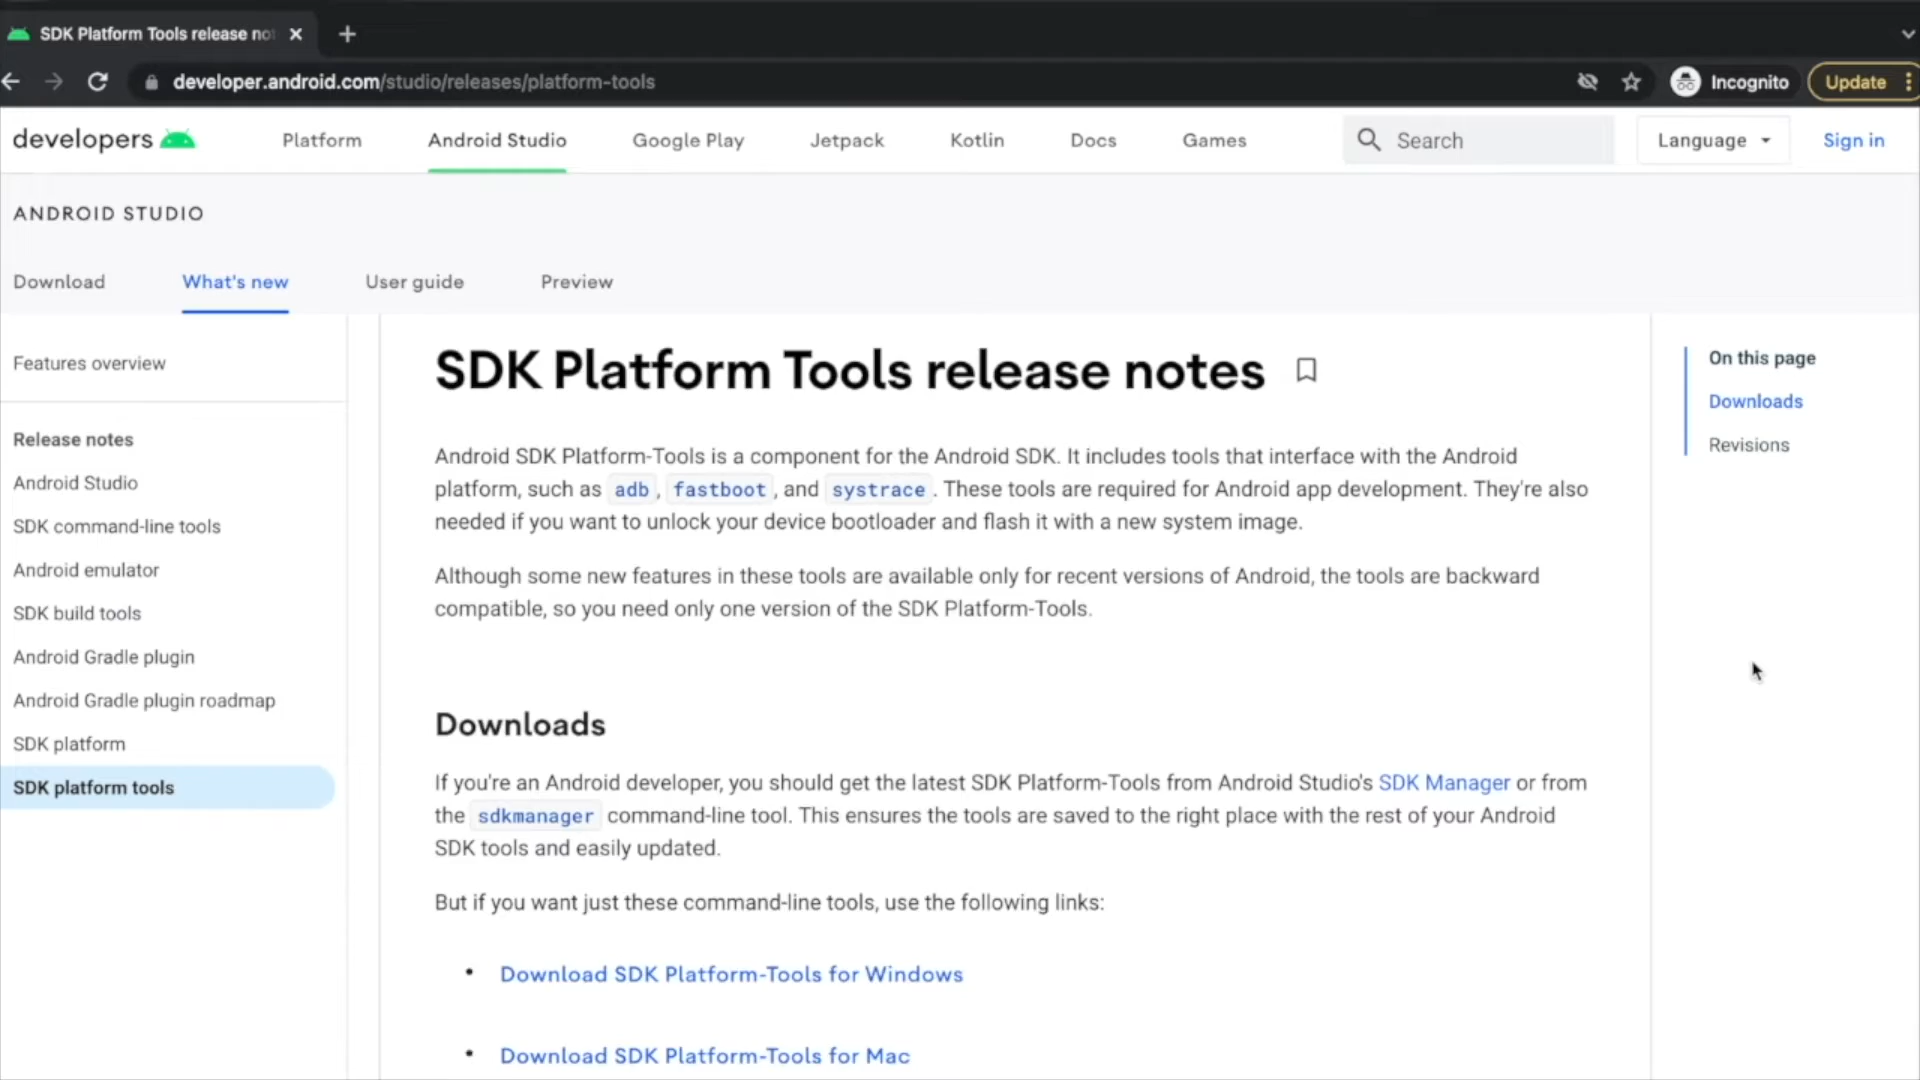 SDK Platform Tools release no
developer.android.com/studio/releases/platform-tools
Incognito
Update
developers
Platform
Android Studio
Google Play
Jetpack
Kotlin
Docs
Games
Search
Language
Sign in
ANDROID STUDIO
Download
What's new
User guide
Preview
Features overview
Release notes
Android Studio
SDK command-line tools
Android emulator
SDK build tools
Android Gradle plugin
Android Gradle plugin roadmap
SDK platform
SDK platform tools
SDK Platform Tools release notes
Android SDK Platform-Tools is a component for the Android SDK. It includes tools that interface with the Android
platform, such as adb, fastboot, and systrace. These tools are required for Android app development. They're also
needed if you want to unlock your device bootloader and flash it with a new system image.
Although some new features in these tools are available only for recent versions of Android, the tools are backward
compatible, so you need only one version of the SDK Platform-Tools.
Downloads
If you're an Android developer, you should get the latest SDK Platform-Tools from Android Studio's SDK Manager or from
the sdkmanager command-line tool. This ensures the tools are saved to the right place with the rest of your Android
SDK tools and easily updated.
But if you want just these command-line tools, use the following links:
• Download SDK Platform-Tools for Windows
• Download SDK Platform-Tools for Mac
On this page
Downloads
Revisions